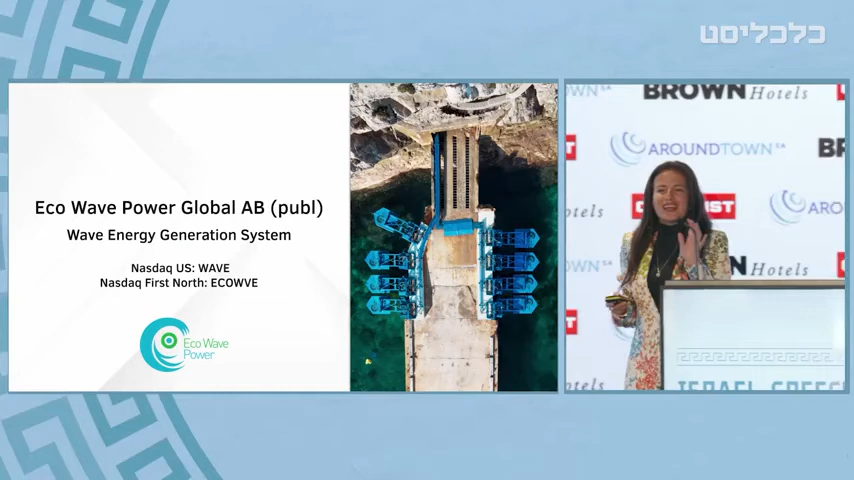 כלכליסט
Eco Wave Power Global AB (publ)
Wave Energy Generation System
Nasdaq US: WAVE
Nasdaq First North: ECOWVE
Eco Wave
Power
BROWN Hotels
AROUNDTOWN SA